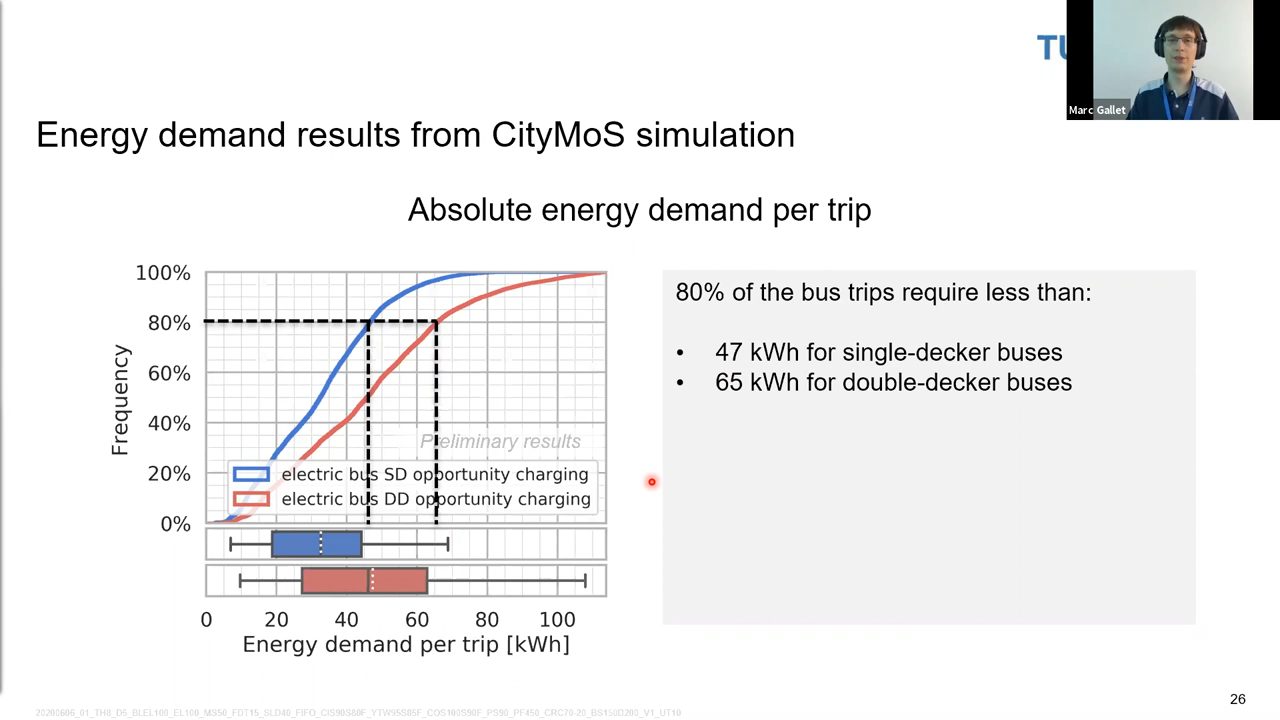 TU
Marc Gallet
Energy demand results from CityMoS simulation
Absolute energy demand per trip
100%
80%
60%
40%
20%
0%
Frequency
Preliminary results
electric bus SD opportunity charging
electric bus DD opportunity charging
0 20 40 60 80 100
Energy demand per trip [kWh]
80% of the bus trips require less than:
• 47 kWh for single-decker buses
• 65 kWh for double-decker buses
26